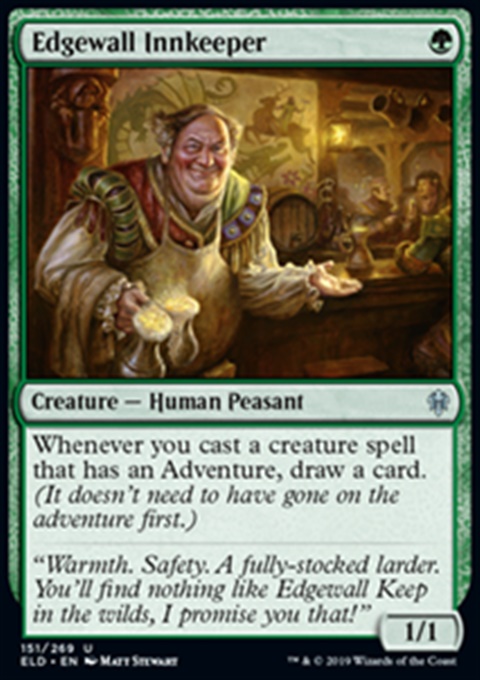 Edgewall Innkeeper
Creature — Human Peasant
Whenever you cast a creature spell
that has an Adventure, draw a card.
(It doesn't need to have gone on the
adventure first.)
"Warmth. Safety. A fully-stocked larder.
You'll find nothing like Edgewall Keep
in the wilds, I promise you that!"
1/1
151/269 U
ELD • EN Matt Stewart
™ & © 2019 Wizards of the Coast